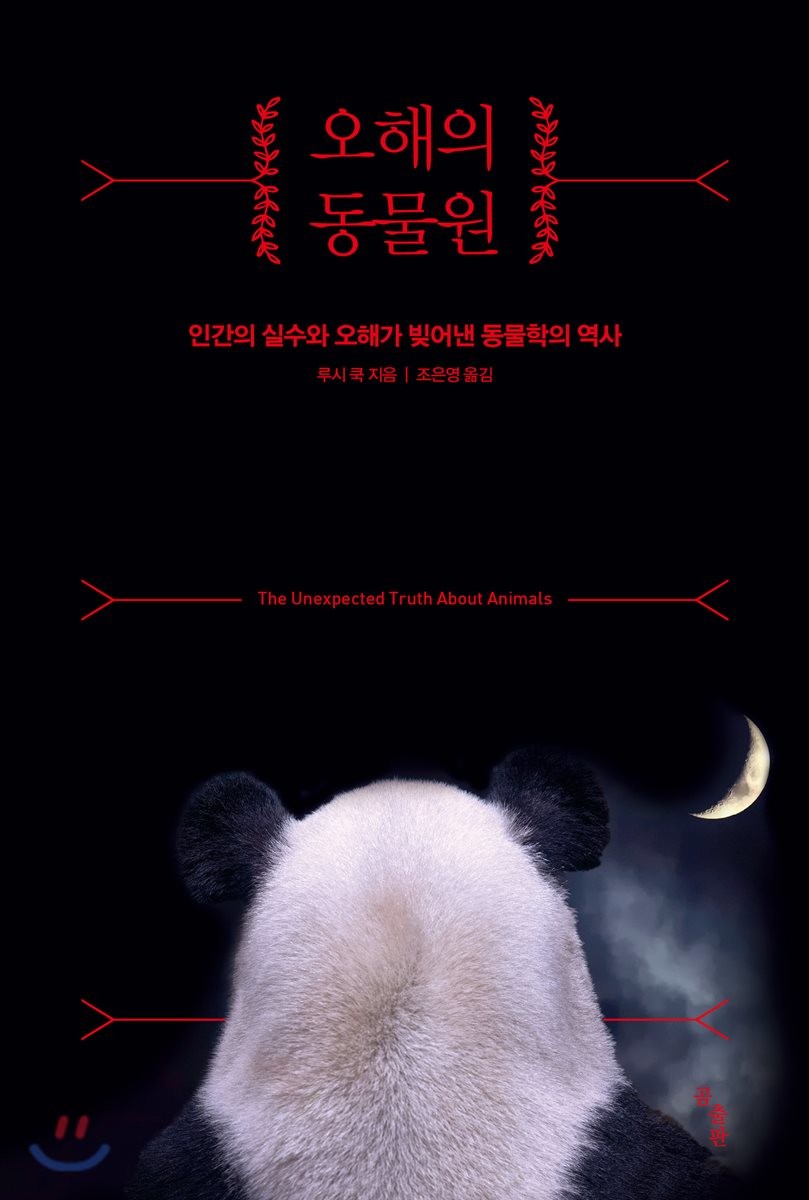 오해의
동물원
인간의 실수와 오해가 빚어낸 동물학의 역사
루시 쿡 지음 | 조은영 옮김
The Unexpected Truth About Animals
곰출판